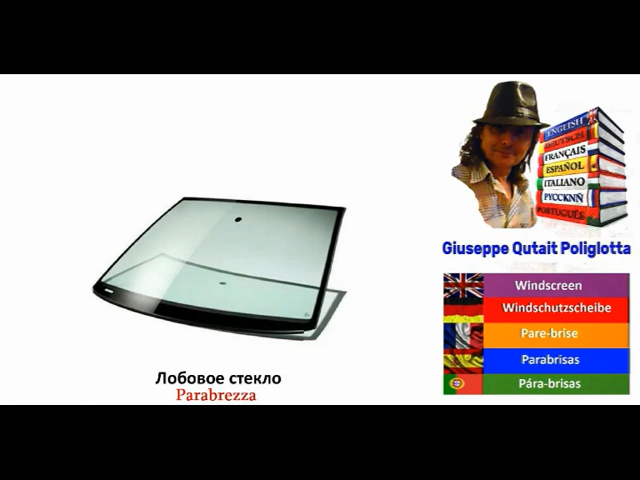 ENGLISH
DEUTSCH
FRANÇAIS
ESPAÑOL
ITALIANO
РУССКNÑ
PORTUGUÊS
Giuseppe Qutait Poliglotta
Windscreen
Windschutzscheibe
Pare-brise
Parabrisas
Pára-brisas
Лобовое стекло
Parabrezza